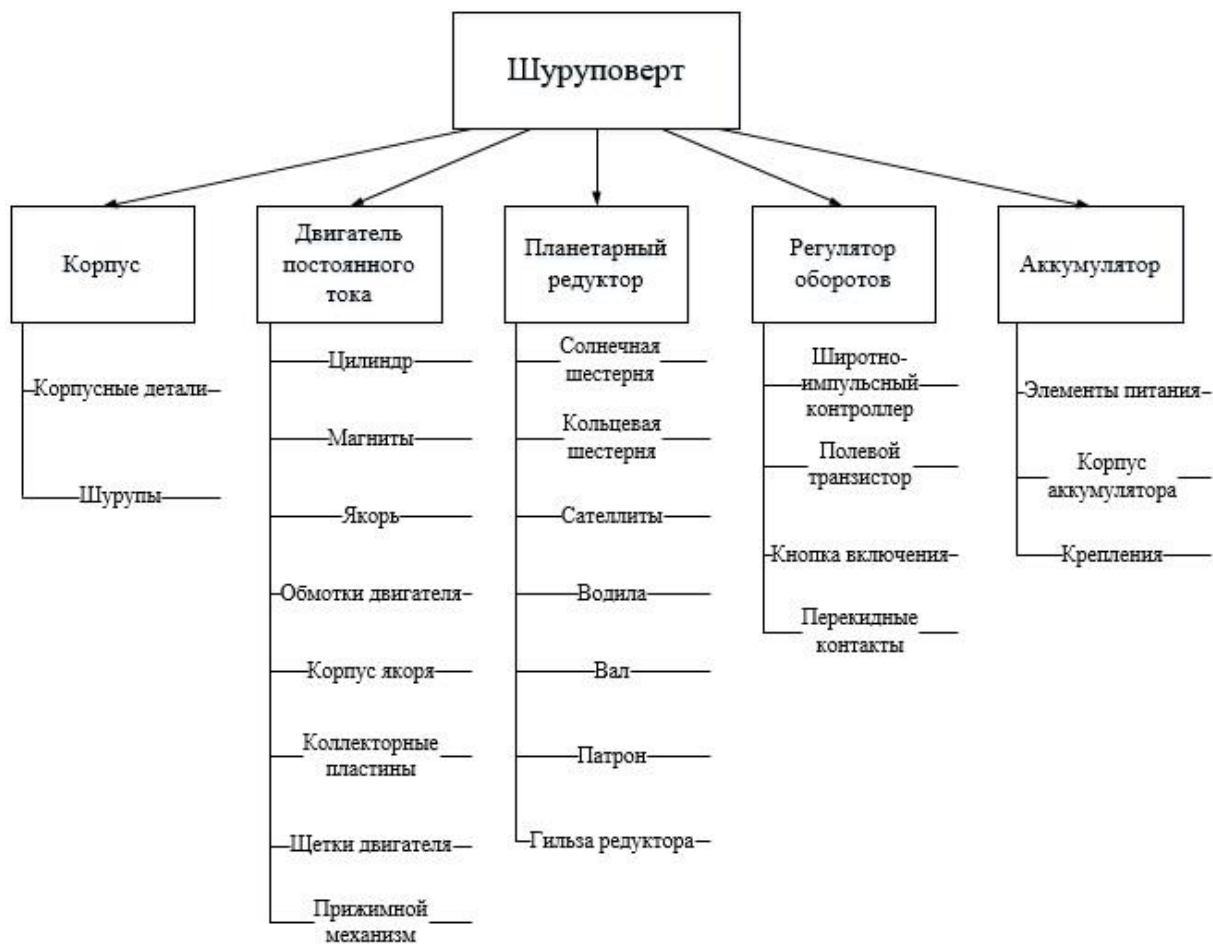 Шуруповерт
Корпус
Двигатель
постоянного
тока
Планетарный
редуктор
Регулятор
оборотов
Аккумулятор
Корпусные детали
Шурупы
Цилиндр
Магниты
Якорь
Обмотки двигателя
Корпус якоря
Коллекторные
пластины
Щетки двигателя
Прижимной
механизм
Солнечная
шестерня
Кольцевая
шестерня
Сателлиты
Водила
Вал
Патрон
Гильза редуктора
Широтно-
импульсный
контроллер
Полевой
транзистор
Кнопка включения
Перекидные
контакты
Элементы питания
Корпус
аккумулятора
Крепления